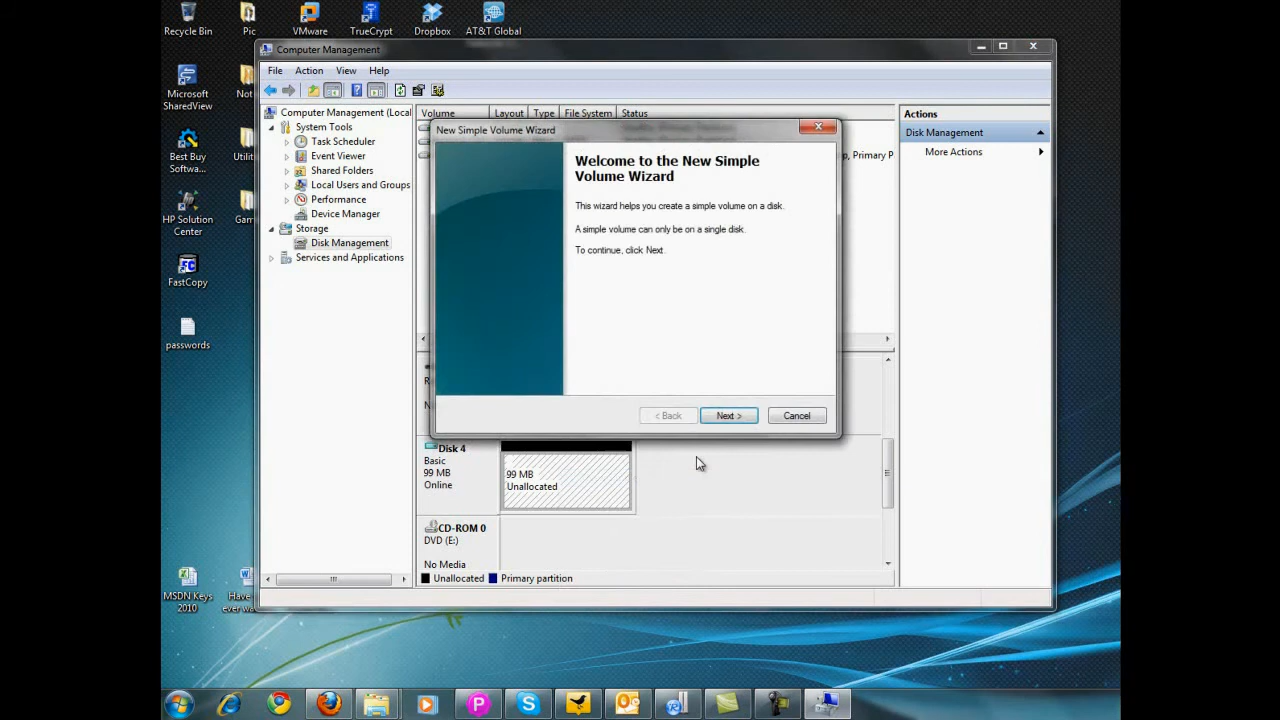 Recycle Bin
Pic
VMware
TrueCrypt
Dropbox
AT&T Global
Computer Management
File Action View Help
Microsoft
SharedView
Not
Best Buy
Softwa...
Utilit
HP Solution
Center
Gam
FastCopy
passwords
MSDN Keys
2010
Have
ever wa
Computer Management (Local
System Tools
Task Scheduler
Event Viewer
Shared Folders
Local Users and Groups
Performance
Device Manager
Storage
Disk Management
Services and Applications
Volume Layout Type File System Status
p, Primary P
New Simple Volume Wizard
Welcome to the New Simple
Volume Wizard
This wizard helps you create a simple volume on a disk.
A simple volume can only be on a single disk.
To continue, click Next.
< Back Next > Cancel
Disk 4
Basic
99 MB
Online
99 MB
Unallocated
CD-ROM 0
DVD (E:)
No Media
Unallocated Primary partition
Actions
Disk Management
More Actions